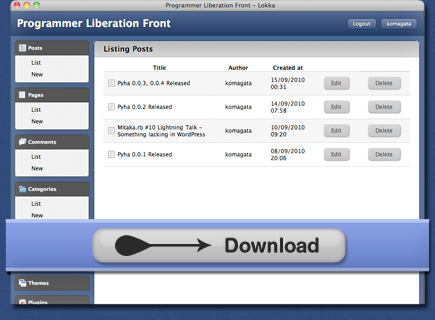 Programmer Liberation Front – Lokka
Programmer Liberation Front
Logout
komagata
Posts
List
New
Pages
List
New
Comments
List
New
Categories
List
New
Themes
Plugins
Listing Posts
Title Author Created at
Pyha 0.0.3, 0.0.4 Released komagata 15/09/2010
00:31 Edit Delete
Pyha 0.0.2 Released komagata 14/09/2010
07:58 Edit Delete
Mitaka.rb #10 Lightning Talk –
Something lacking in WordPress komagata 10/09/2010
09:20 Edit Delete
Pyha 0.0.1 Released komagata 08/09/2010
20:06 Edit Delete
Download